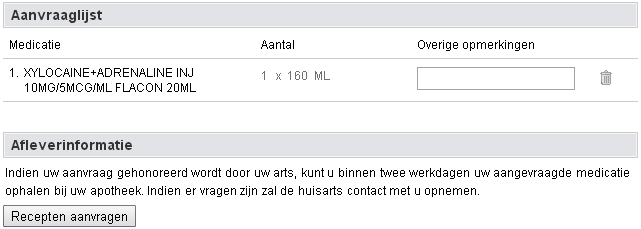 Aanvraaglijst
Medicatie Aantal Overige opmerkingen
1. XYLOCAINE+ADRENALINE INJ 1 x 160 ML
10MG/5MCG/ML FLACON 20ML
Afleverinformatie
Indien uw aanvraag gehonoreerd wordt door uw arts, kunt u binnen twee werkdagen uw aangevraagde medicatie
ophalen bij uw apotheek. Indien er vragen zijn zal de huisarts contact met u opnemen.
Recepten aanvragen